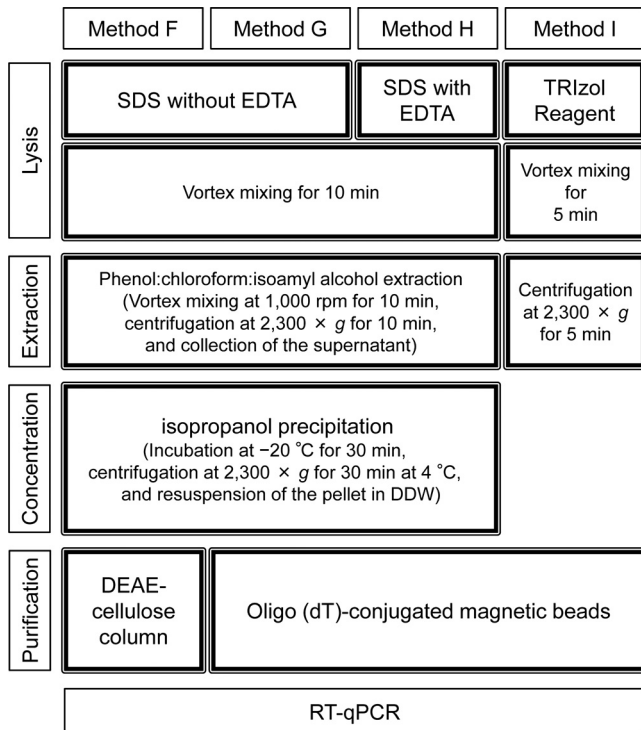 Method F
Method G
Method H
Method I
Lysis
SDS without EDTA
SDS with
EDTA
TRIzol
Reagent
Vortex mixing for 10 min
Vortex mixing
for
5 min
Extraction
Phenol:chloroform:isoamyl alcohol extraction
(Vortex mixing at 1,000 rpm for 10 min,
centrifugation at 2,300 × g for 10 min,
and collection of the supernatant)
Centrifugation
at 2,300 × g
for 5 min
Concentration
isopropanol precipitation
(Incubation at −20 ˚C for 30 min,
centrifugation at 2,300 × g for 30 min at 4 ˚C,
and resuspension of the pellet in DDW)
Purification
DEAE-
cellulose
column
Oligo (dT)-conjugated magnetic beads
RT-qPCR